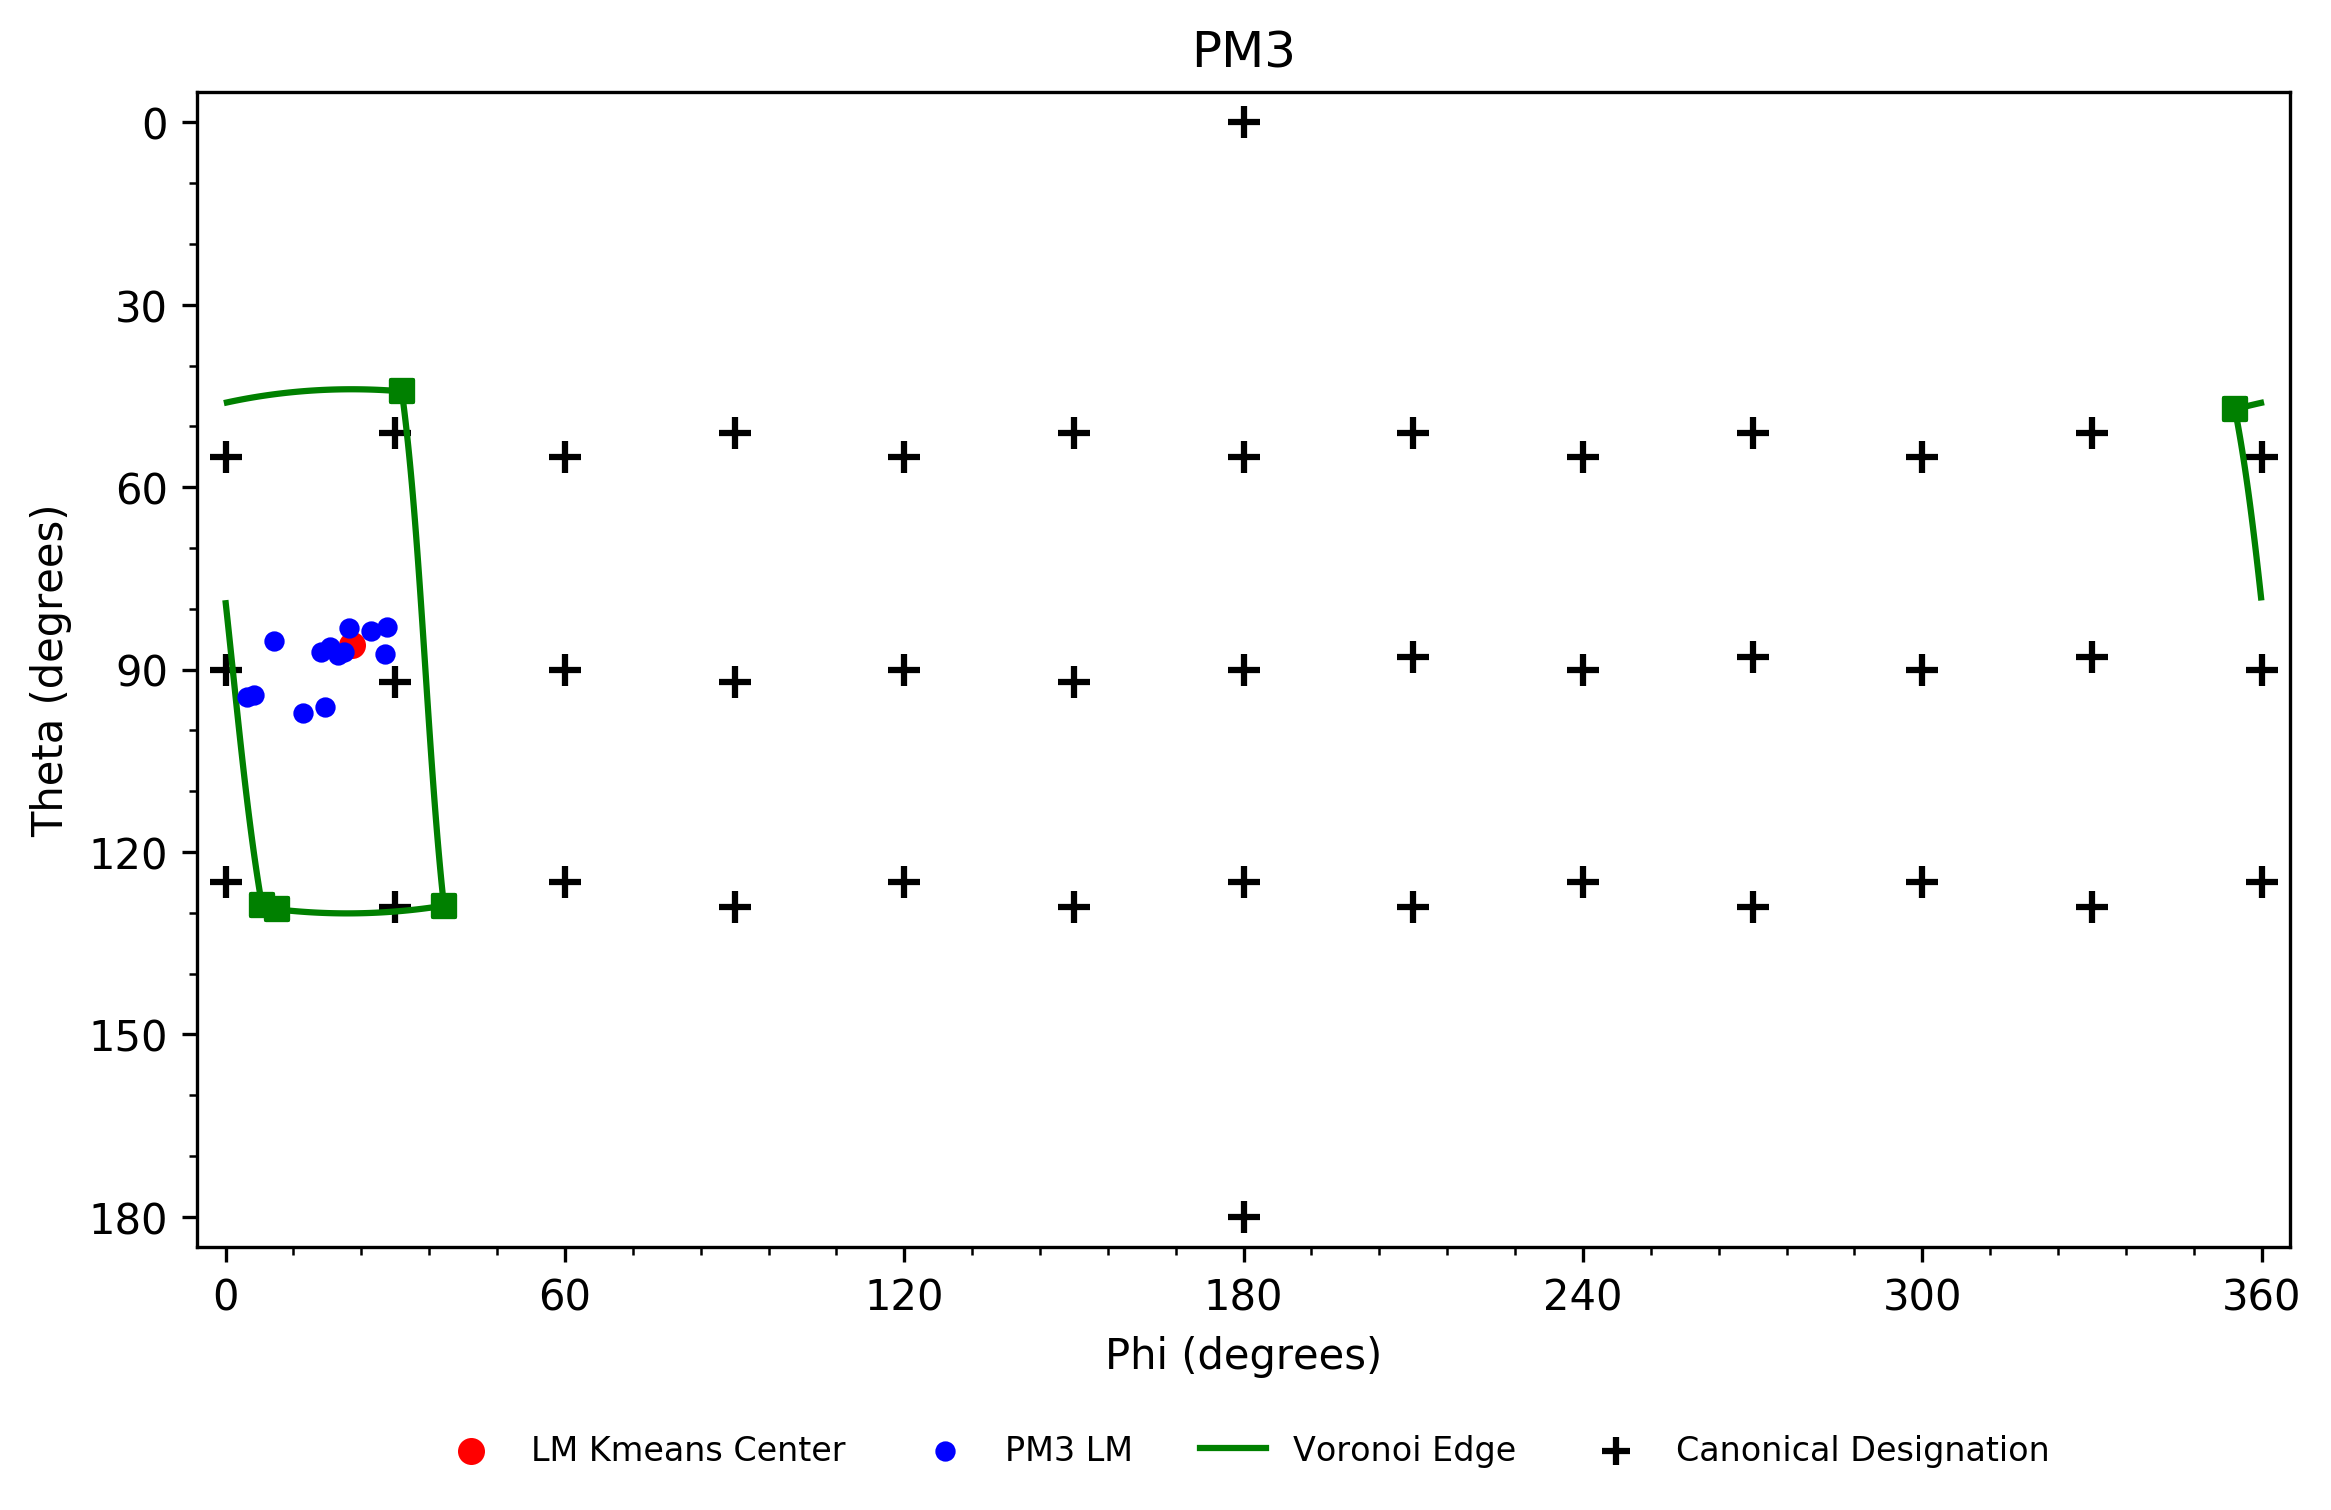 PM3
0
30
60
90
120
150
180
Theta (degrees)
0 60 120 180 240 300 360
Phi (degrees)
LM Kmeans Center PM3 LM Voronoi Edge Canonical Designation